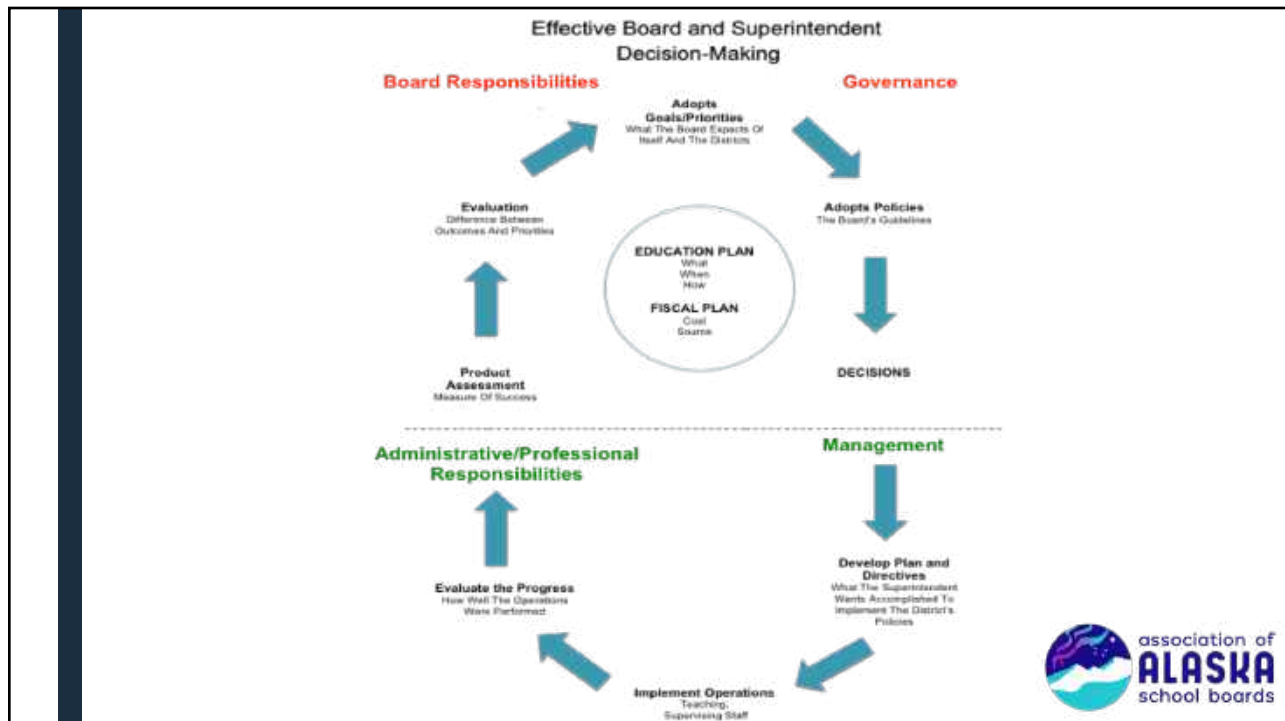 Effective Board and Superintendent
Decision-Making
Board Responsibilities
Governance
Adopts
Goals/Priorities
What The Board Expects Of
Itself And The Districts
Evaluation
Difference Between
Outcomes And Priorities
Adopts Policies
The Board's Guidelines
EDUCATION PLAN
What
When
How
FISCAL PLAN
Cost
Source
Product
Assessment
Measure Of Success
DECISIONS
Administrative/Professional
Responsibilities
Management
Evaluate the Progress
How Well The Operations
Were Performed
Develop Plan and
Directives
What The Superintendent
Wants Accomplished To
Implement The District's
Policies
Implement Operations
Teaching,
Supervising Staff
association of
ALASKA
school boards